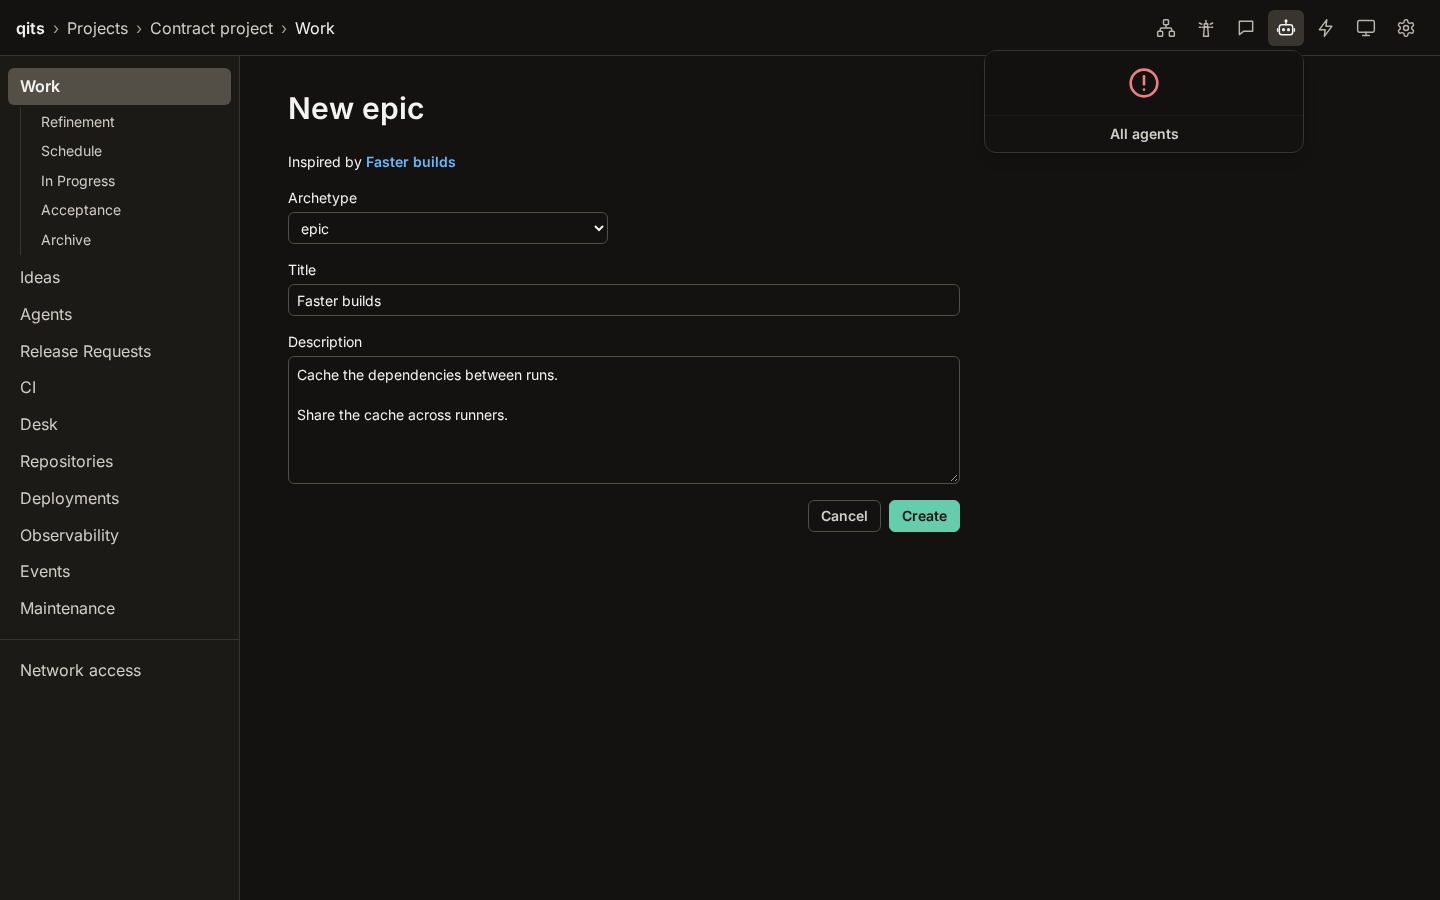 qits › Projects › Contract project › Work
All agents
Work
Refinement
Schedule
In Progress
Acceptance
Archive
Ideas
Agents
Release Requests
CI
Desk
Repositories
Deployments
Observability
Events
Maintenance
Network access
New epic
Inspired by Faster builds
Archetype
epic
Title
Faster builds
Description
Cache the dependencies between runs.
Share the cache across runners.
Cancel Create